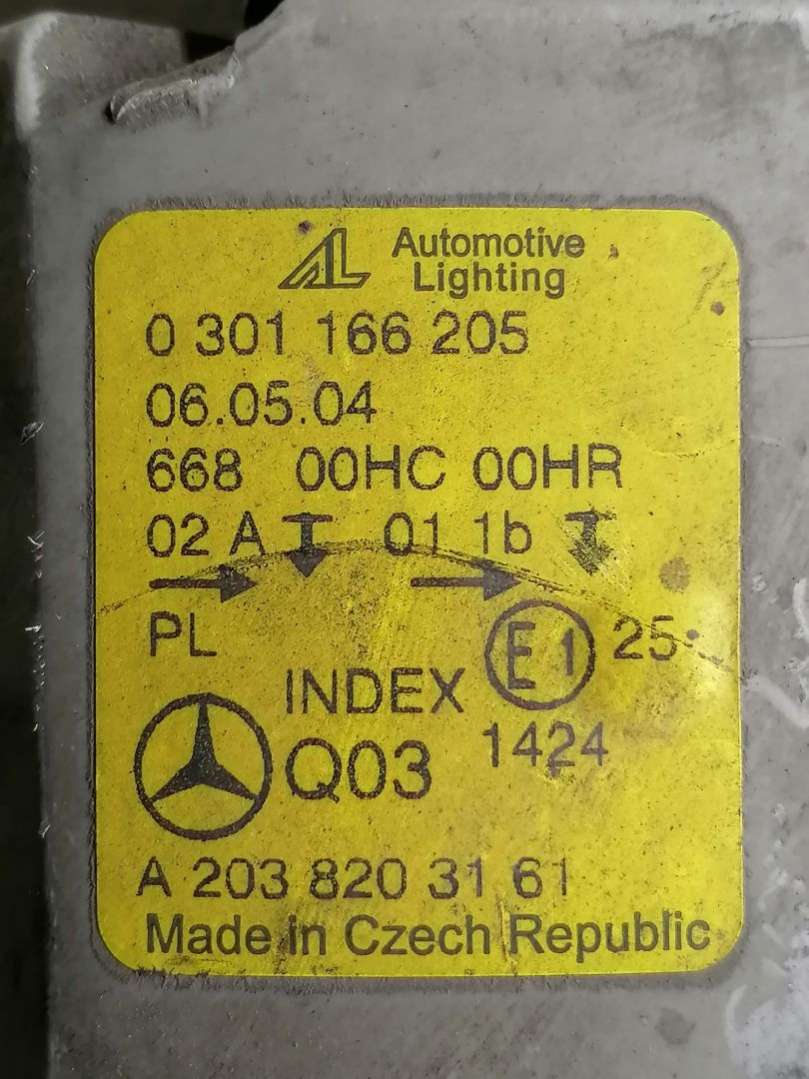 AL Automotive
Lighting
0 301 166 205
06.05.04
668 00HC 00HR
02 A 01 1b
PL E1 25
INDEX
Q03 1424
A 203 820 31 61
Made in Czech Republic